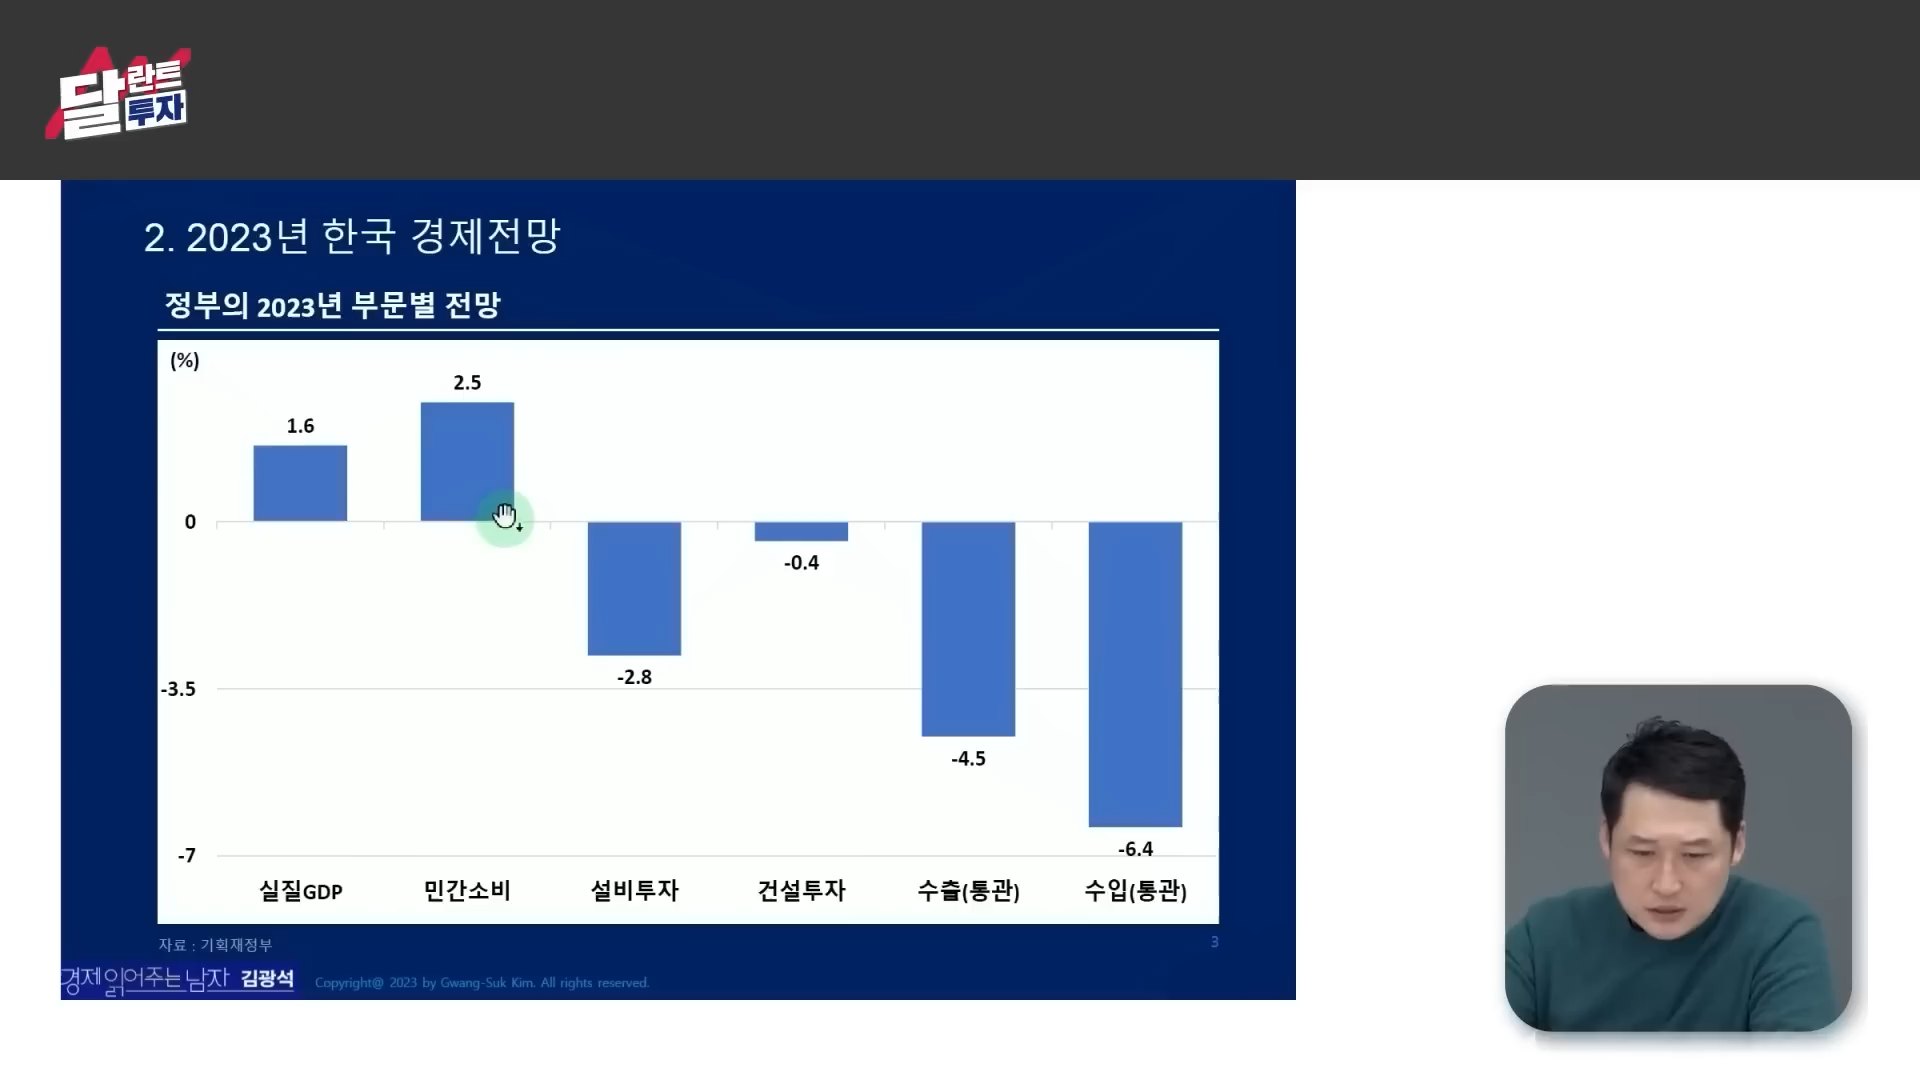 달란트
투자
2. 2023년 한국 경제전망
정부의 2023년 부문별 전망
(%)
2.5
1.6
0
-0.4
-2.8
-3.5
-4.5
-6.4
-7
실질GDP 민간소비 설비투자 건설투자 수출(통관) 수입(통관)
자료 : 기획재정부
3
경제 읽어주는 남자 김광석 Copyright@ 2023 by Gwang-Suk Kim. All rights reserved.